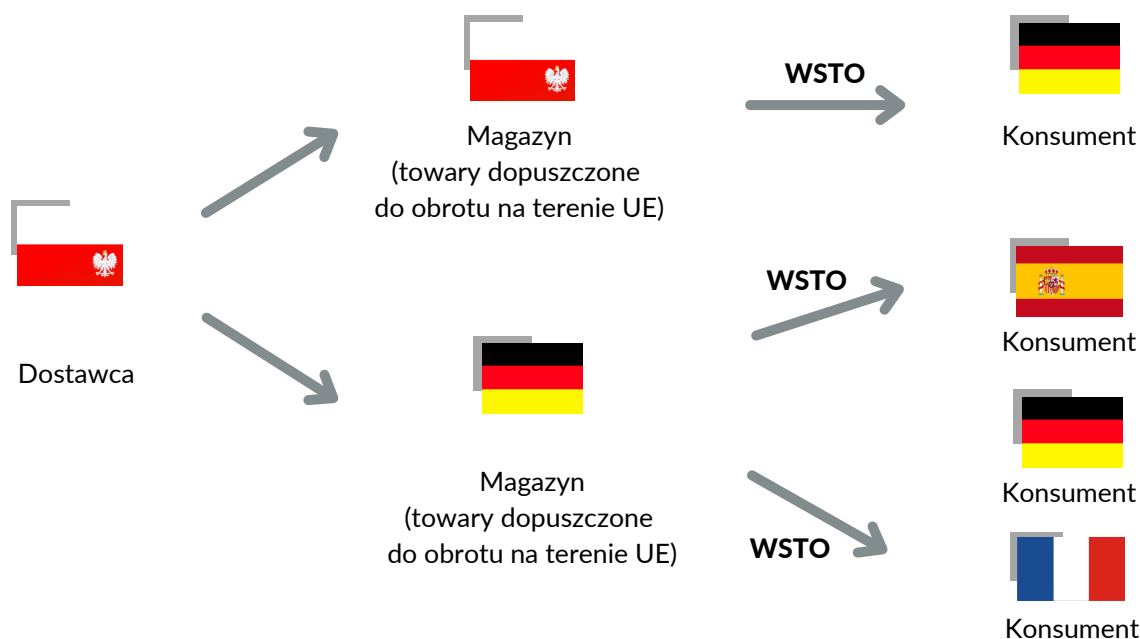 WSTO
Konsument
Magazyn
(towary dopuszczone
do obrotu na terenie UE)
Dostawca
WSTO
Konsument
Magazyn
(towary dopuszczone
do obrotu na terenie UE)
Konsument
WSTO
Konsument